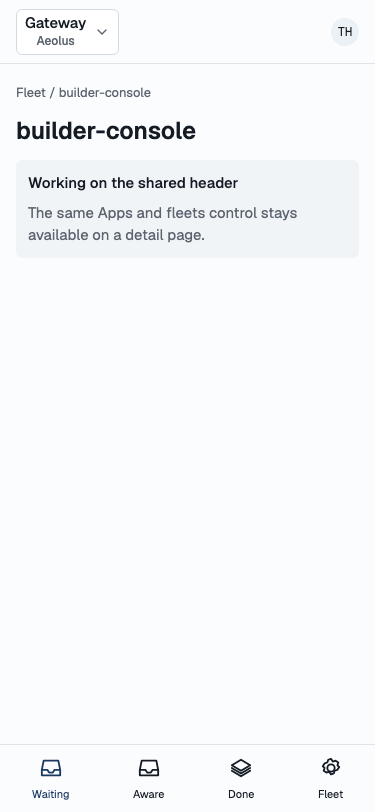 Gateway
Aeolus
TH
Fleet / builder-console
builder-console
Working on the shared header
The same Apps and fleets control stays
available on a detail page.
Waiting
Aware
Done
Fleet